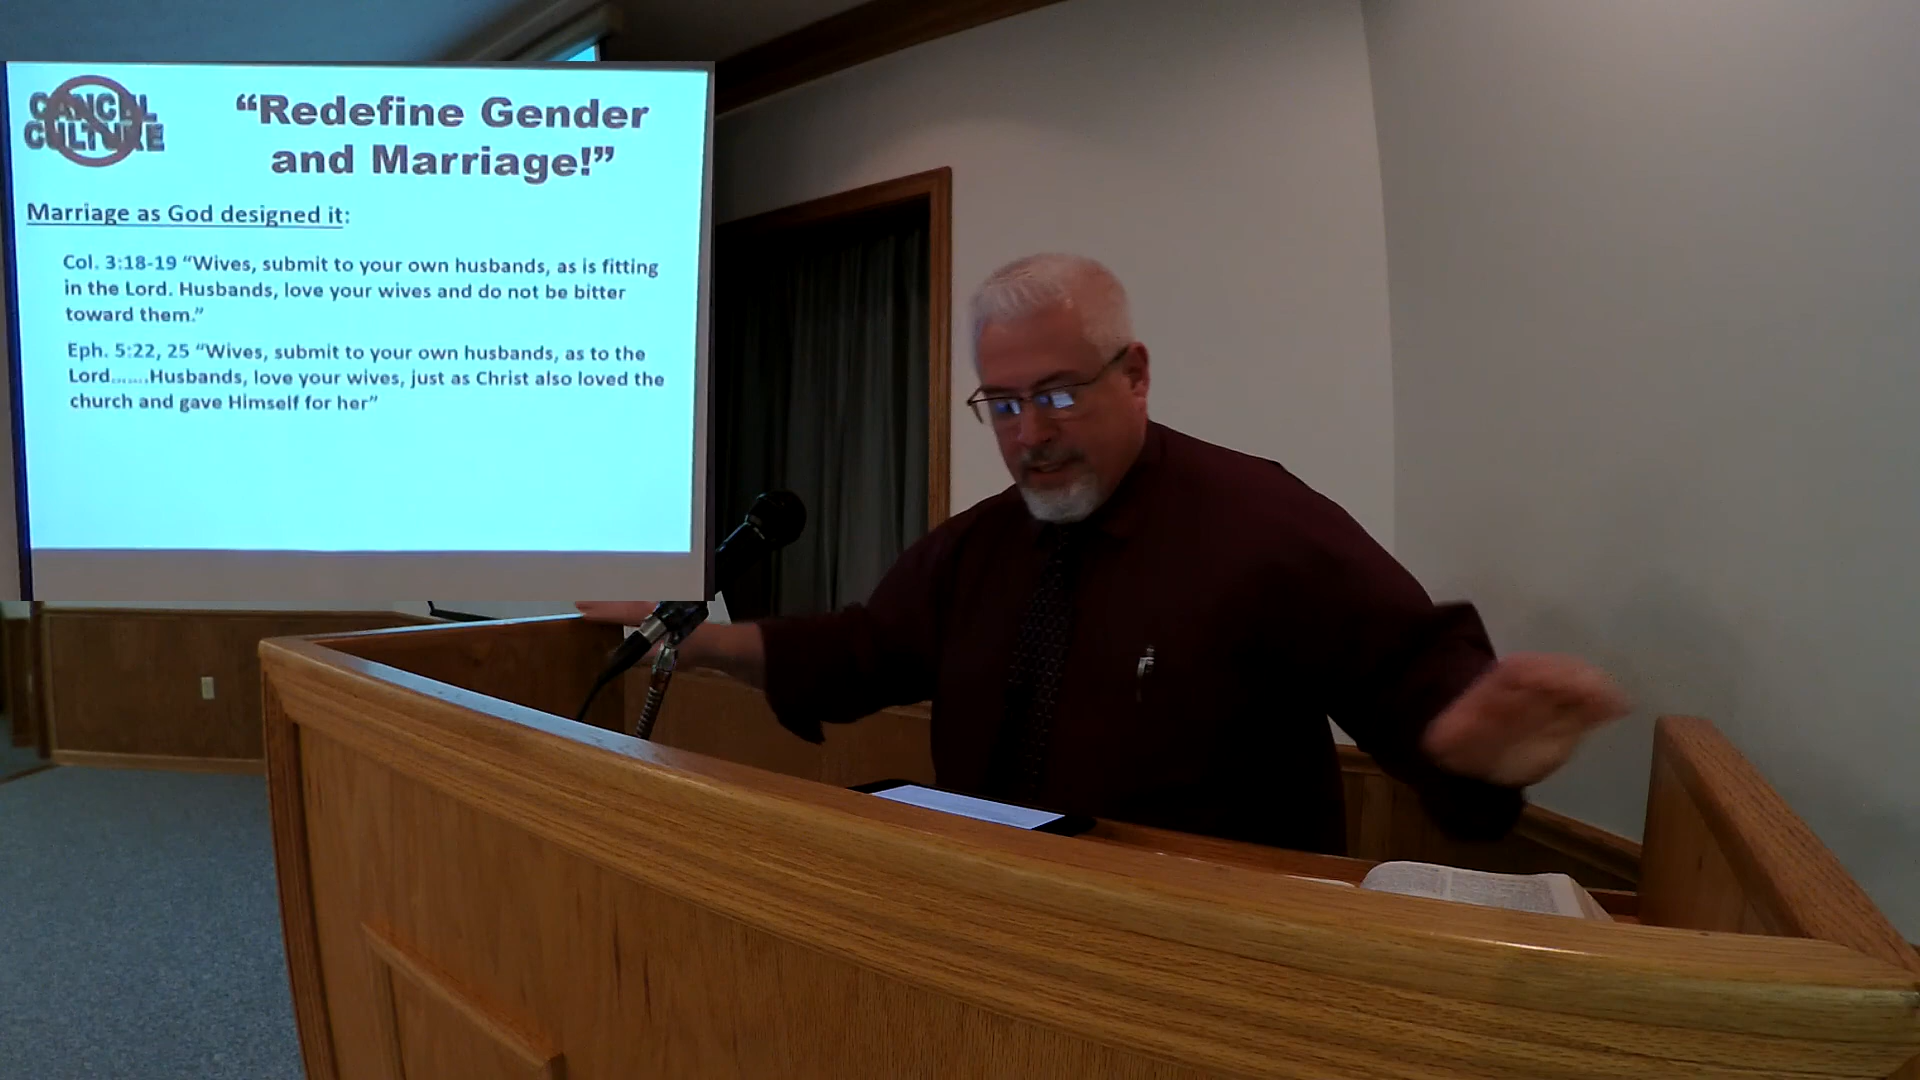 CANCEL
CULTURE
“Redefine Gender
and Marriage!”
Marriage as God designed it:
Col. 3:18-19 “Wives, submit to your own husbands, as is fitting
in the Lord. Husbands, love your wives and do not be bitter
toward them.”
Eph. 5:22, 25 “Wives, submit to your own husbands, as to the
Lord.......Husbands, love your wives, just as Christ also loved the
church and gave Himself for her”